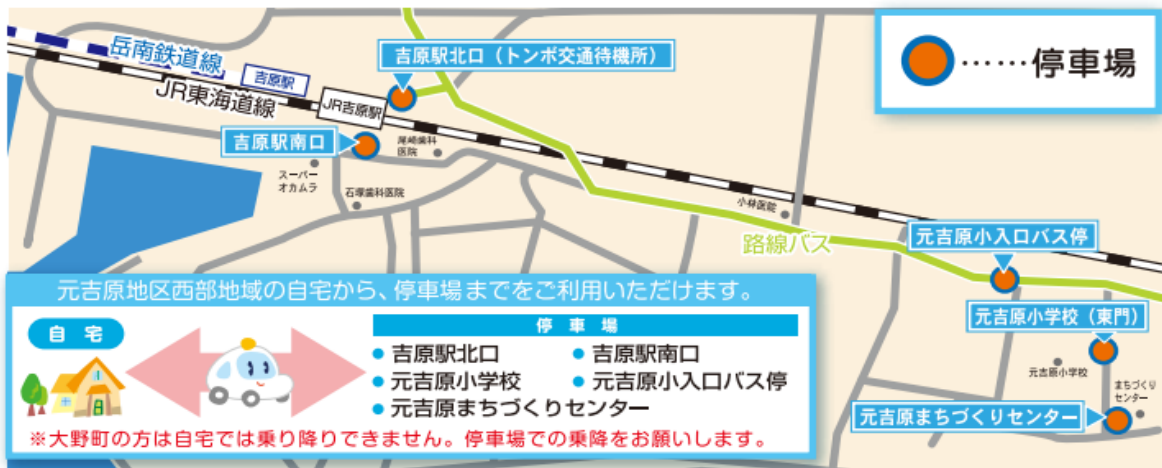 岳南鉄道線
吉原駅
JR東海道線
JR吉原駅
吉原駅北口（トンボ交通待機所）
……停車場
吉原駅南口
尾崎歯科
医院
スーパー
オカムラ
石塚歯科医院
小林医院
路線バス
元吉原小入口バス停
元吉原小学校（東門）
元吉原小学校
まちづくり
センター
元吉原まちづくりセンター
元吉原地区西部地域の自宅から、停車場までをご利用いただけます。
自宅
停車場
● 吉原駅北口 ● 吉原駅南口
● 元吉原小学校 ● 元吉原小入口バス停
● 元吉原まちづくりセンター
※大野町の方は自宅では乗り降りできません。停車場での乗降をお願いします。